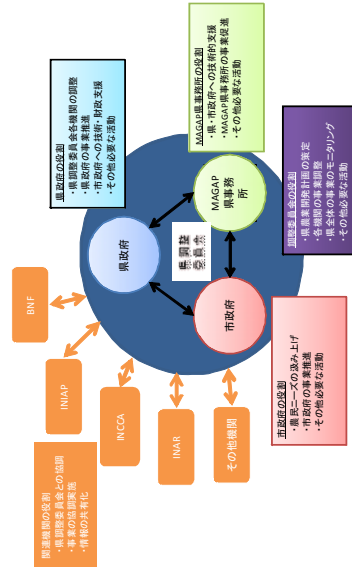 関連機関の役割
・県調整委員会との協調
・事業の協調実施
・情報の共有化
BNF
INIAP
INCCA
INAR
その他機関
県政府の役割
・県調整委員会各機関の調整
・県政府の事業推進
・市政府への技術・財政支援
・その他必要な活動
県政府
県調整
委員会
市政府
MAGAP
県事務
所
MAGAP県事務所の役割
・県・市政府への技術的支援
・MAGAP県事務所の事業促進
・その他必要な活動
市政府の役割
・農民ニーズの汲み上げ
・市政府の事業推進
・その他必要な活動
調整委員会の役割
・県農業開発計画の策定
・各機関の事業調整
・県全体の事業のモニタリング
・その他必要な活動